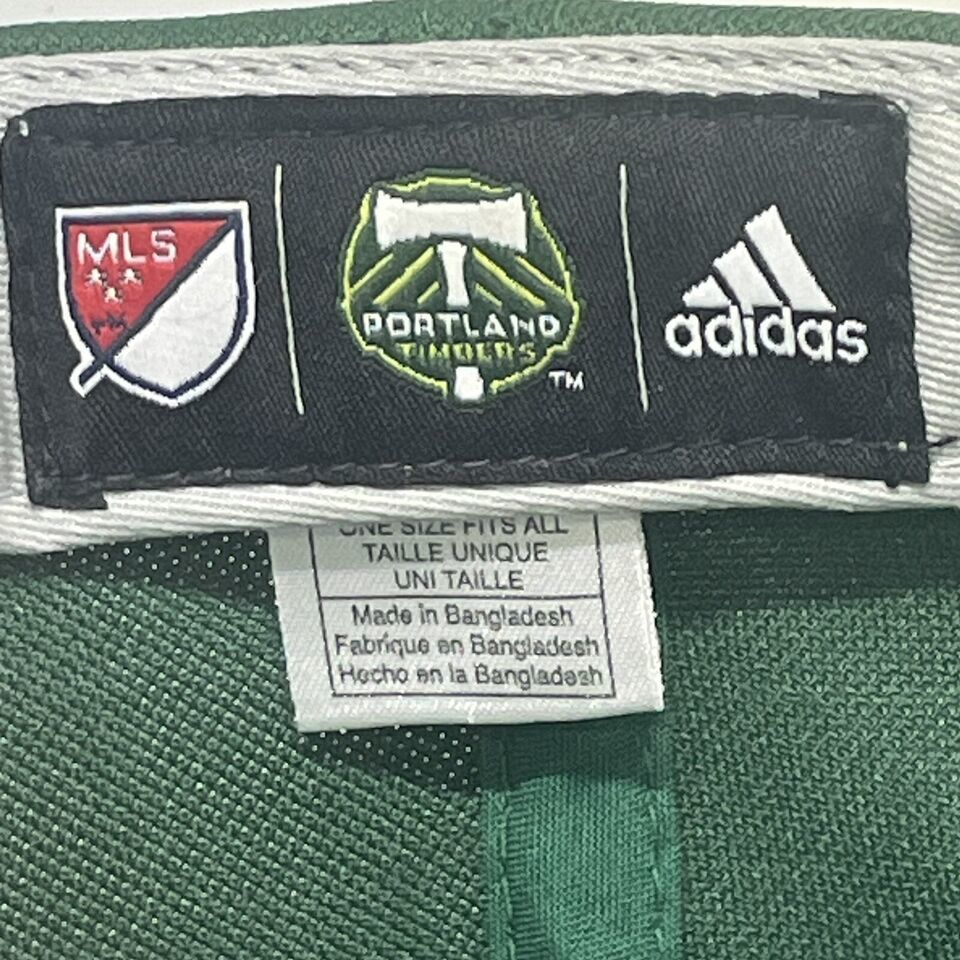 MLS
PORTLAND
TIMBERS
™
adidas
ONE SIZE FITS ALL
TAILLE UNIQUE
UNI TAILLE
Made in Bangladesh
Fabrique en Bangladesh
Hecho en la Bangladesh